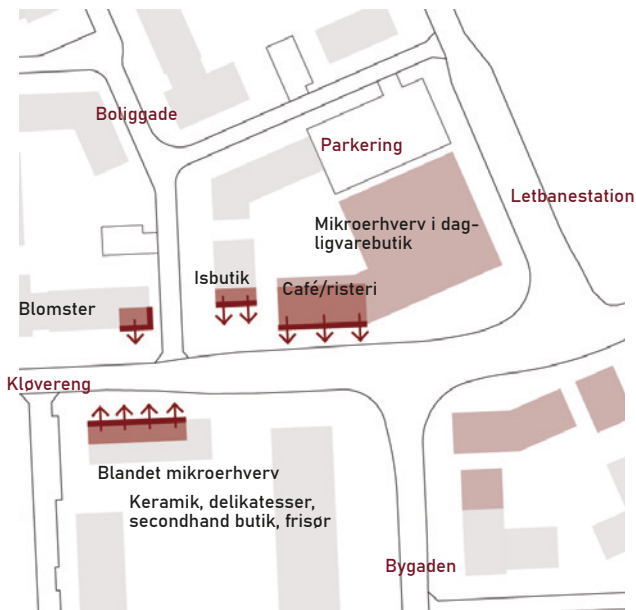 Boliggade
Parkering
Letbanestation
Mikroerhverv i dag-
ligvarebutik
Isbutik
Café/risteri
Blomster
Kløvereng
Blandet mikroerhverv
Keramik, delikatesser,
secondhand butik, frisør
Bygaden